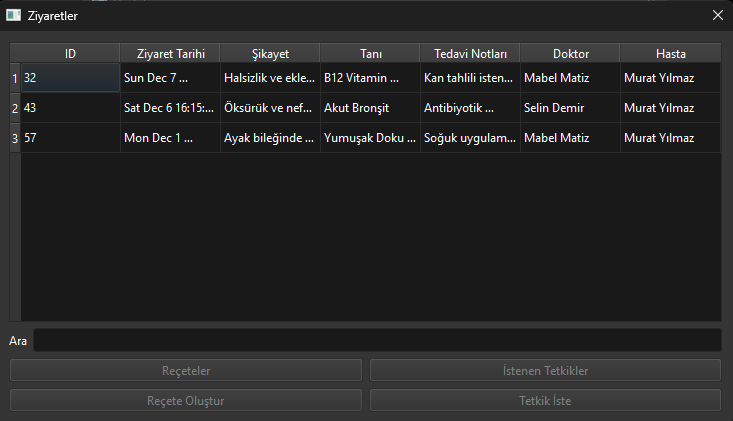 Ziyaretler
ID Ziyaret Tarihi Şikayet Tanı Tedavi Notları Doktor Hasta
1 32 Sun Dec 7 ... Halsizlik ve ekle... B12 Vitamin ... Kan tahlili isten... Mabel Matiz Murat Yılmaz
2 43 Sat Dec 6 16:15:... Öksürük ve nef... Akut Bronşit Antibiyotik ... Selin Demir Murat Yılmaz
3 57 Mon Dec 1 ... Ayak bileğinde ... Yumuşak Doku ... Soğuk uygulam... Mabel Matiz Murat Yılmaz
Ara
Reçeteler İstenen Tetkikler
Reçete Oluştur Tetkik İste